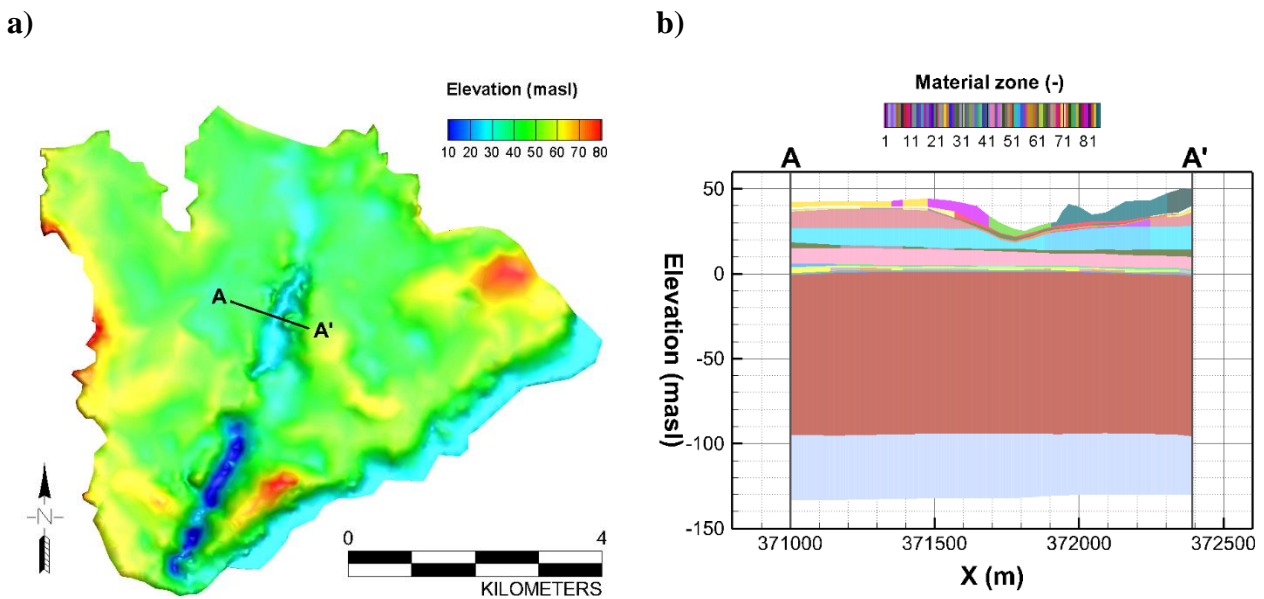 a)
b)
Elevation (masl)
10 20 30 40 50 60 70 80
A
A'
N
0 4
KILOMETERS
Material zone (-)
1 11 21 31 41 51 61 71 81
A A'
Elevation (masl)
50
0
-50
-100
-150
371000 371500 372000 372500
X (m)